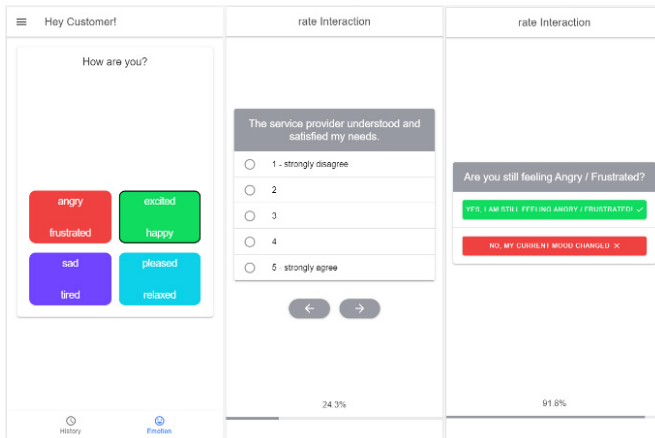 Hey Customer!
How are you?
angry
frustrated
excited
happy
sad
tired
pleased
relaxed
History
Emotion
rate Interaction
The service provider understood and
satisfied my needs.
1 - strongly disagree
2
3
4
5 - strongly agree
24.3%
rate Interaction
Are you still feeling Angry / Frustrated?
YES, I AM STILL FEELING ANGRY / FRUSTRATED!
NO, MY CURRENT MOOD CHANGED
91.8%